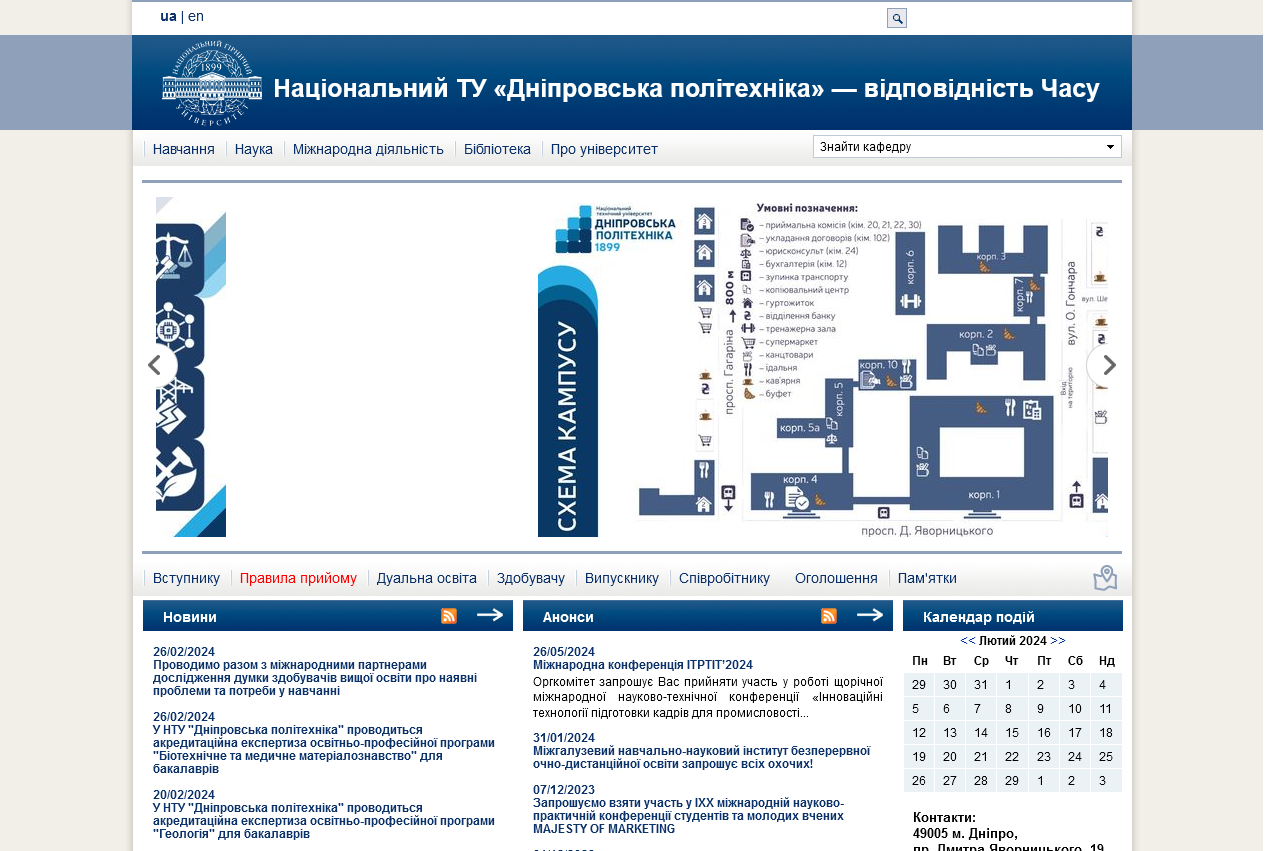 ua | en
НАЦІОНАЛЬНИЙ ГІРНИЧИЙ УНІВЕРСИТЕТ
1899
Національний ТУ «Дніпровська політехніка» — відповідність Часу
Навчання
Наука
Міжнародна діяльність
Бібліотека
Про університет
Знайти кафедру
Національний
технічний університет
ДНІПРОВСЬКА
ПОЛІТЕХНІКА
1899
СХЕМА КАМПУСУ
Умовні позначення:
– приймальна комісія (кім. 20, 21, 22, 30)
– укладання договорів (кім. 102)
– юрисконсульт (кім. 24)
– бухгалтерія (кім. 12)
– зупинка транспорту
– копіювальний центр
– гуртожиток
– відділення банку
– тренажерна зала
– супермаркет
– канцтовари
– їдальня
– кав'ярня
– буфет
800 м
просп. Гагаріна
корп. 6
корп. 3
корп. 7
корп. 2
корп. 10
корп. 5
корп. 5а
корп. 4
корп. 1
вул. О. Гончара
вул. Ше
Вхід
на територію
просп. Д. Яворницького
Вступнику
Правила прийому
Дуальна освіта
Здобувачу
Випускнику
Співробітнику
Оголошення
Пам'ятки
Новини
26/02/2024
Проводимо разом з міжнародними партнерами
дослідження думки здобувачів вищої освіти про наявні
проблеми та потреби у навчанні
26/02/2024
У НТУ "Дніпровська політехніка" проводиться
акредитаційна експертиза освітньо-професійної програми
"Біотехнічне та медичне матеріалознавство" для
бакалаврів
20/02/2024
У НТУ "Дніпровська політехніка" проводиться
акредитаційна експертиза освітньо-професійної програми
"Геологія" для бакалаврів
Анонси
26/05/2024
Міжнародна конференція ITPTIT'2024
Оргкомітет запрошує Вас прийняти участь у роботі щорічної
міжнародної науково-технічної конференції «Інноваційні
технології підготовки кадрів для промисловості...
31/01/2024
Міжгалузевий навчально-науковий інститут безперервної
очно-дистанційної освіти запрошує всіх охочих!
07/12/2023
Запрошуємо взяти участь у IXX міжнародній науково-
практичній конференції студентів та молодих вчених
MAJESTY OF MARKETING
Календар подій
<< Лютий 2024 >>
Пн Вт Ср Чт Пт Сб Нд
29 30 31 1 2 3 4
5 6 7 8 9 10 11
12 13 14 15 16 17 18
19 20 21 22 23 24 25
26 27 28 29 1 2 3
Контакти:
49005 м. Дніпро,
пр. Дмитра Яворницького, 19